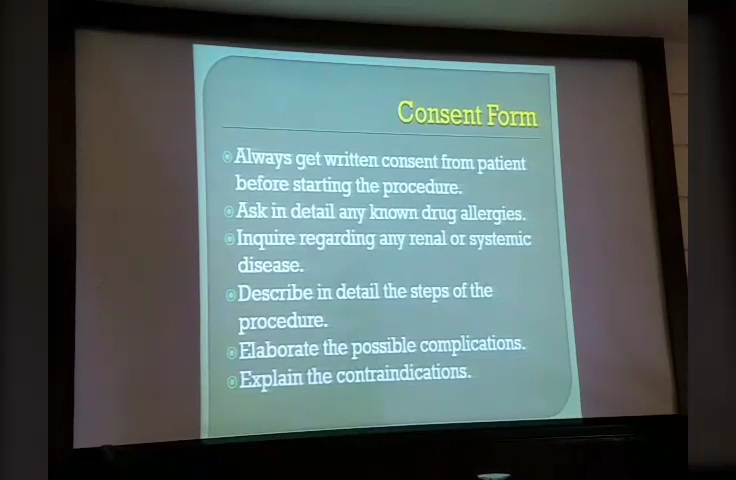 Consent Form
Always get written consent from patient
before starting the procedure.
Ask in detail any known drug allergies.
Inquire regarding any renal or systemic
disease.
Describe in detail the steps of the
procedure.
Elaborate the possible complications.
Explain the contraindications.